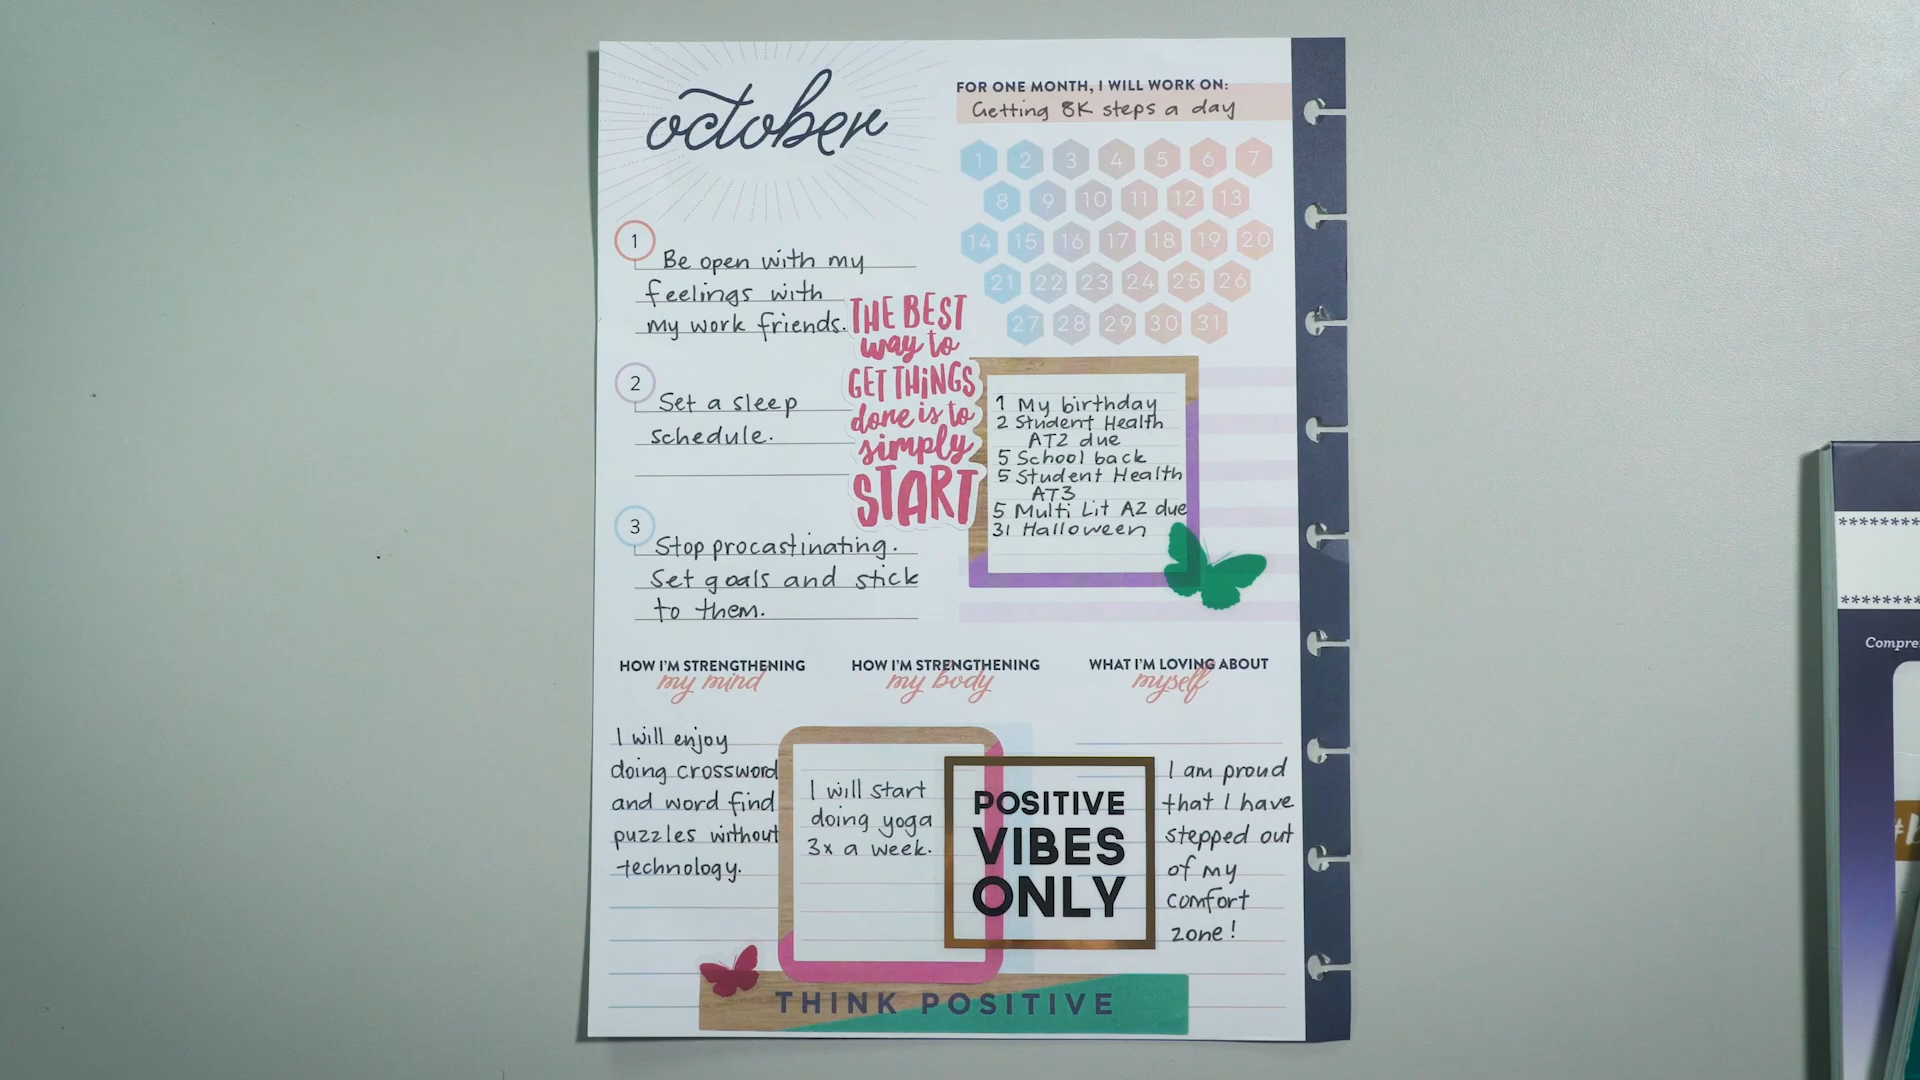 october
FOR ONE MONTH, I WILL WORK ON:
Getting 8K steps a day
1 2 3 4 5 6 7
8 9 10 11 12 13
14 15 16 17 18 19 20
21 22 23 24 25 26
27 28 29 30 31
1
Be open with my
feelings with
my work friends.
2
Set a sleep
schedule.
3
Stop procastinating.
Set goals and stick
to them.
THE BEST
way to
GET THiNGS
done is to
simply
START
1 My birthday
2 Student Health
AT2 due
5 School back
5 Student Health
AT3
5 Multi Lit A2 due
31 Halloween
HOW I'M STRENGTHENING
my mind
I will enjoy
doing crossword
and word find
puzzles without
technology.
HOW I'M STRENGTHENING
my body
I will start
doing yoga
3x a week.
POSITIVE
VIBES
ONLY
WHAT I'M LOVING ABOUT
myself
I am proud
that I have
stepped out
of my
comfort
zone!
THINK POSITIVE